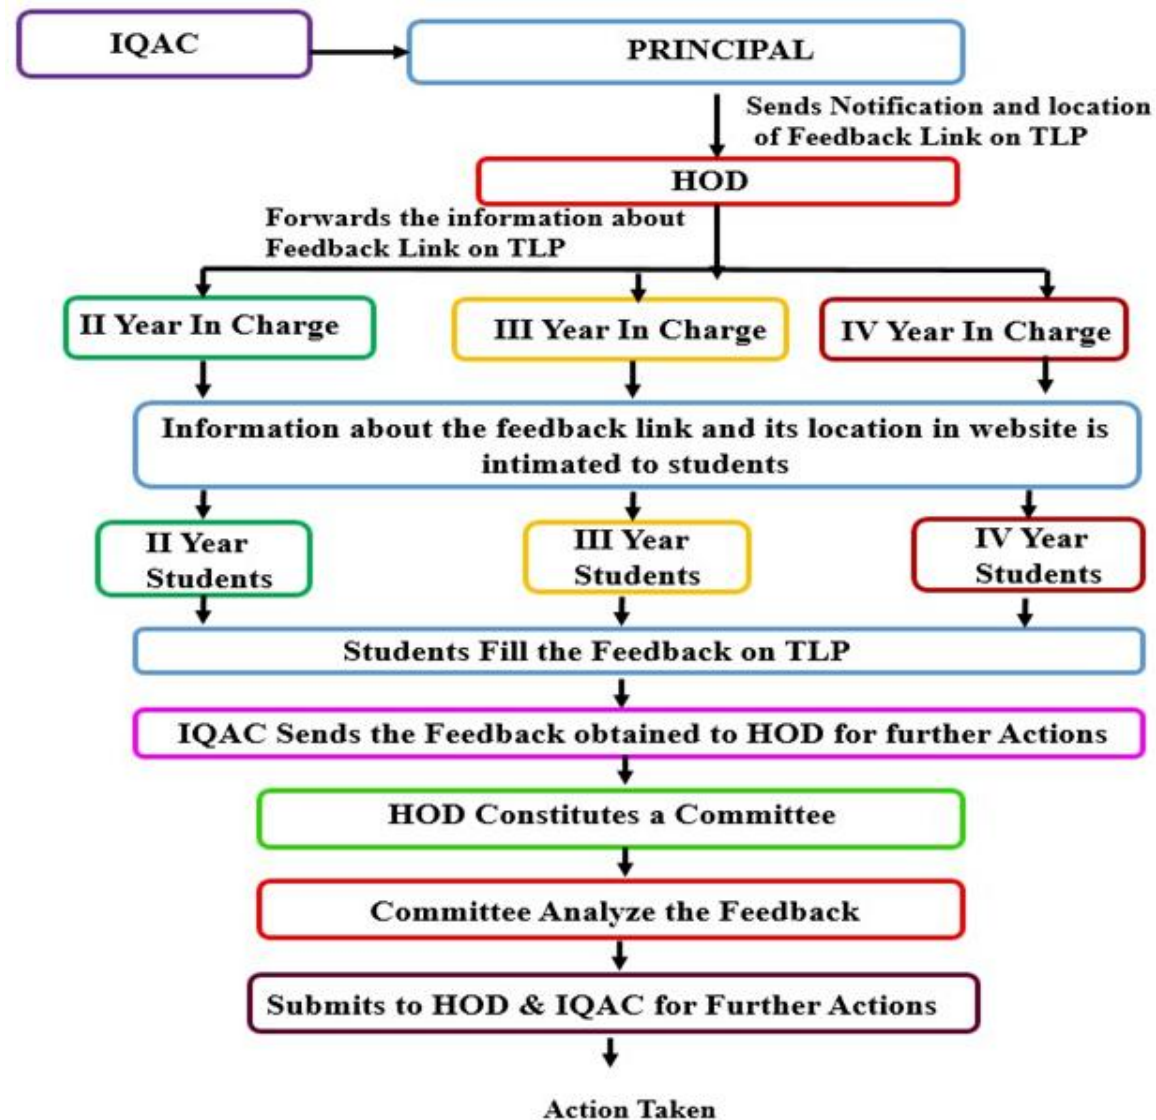 IQAC
PRINCIPAL
Sends Notification and location
of Feedback Link on TLP
HOD
Forwards the information about
Feedback Link on TLP
II Year In Charge
III Year In Charge
IV Year In Charge
Information about the feedback link and its location in website is
intimated to students
II Year
Students
III Year
Students
IV Year
Students
Students Fill the Feedback on TLP
IQAC Sends the Feedback obtained to HOD for further Actions
HOD Constitutes a Committee
Committee Analyze the Feedback
Submits to HOD & IQAC for Further Actions
Action Taken